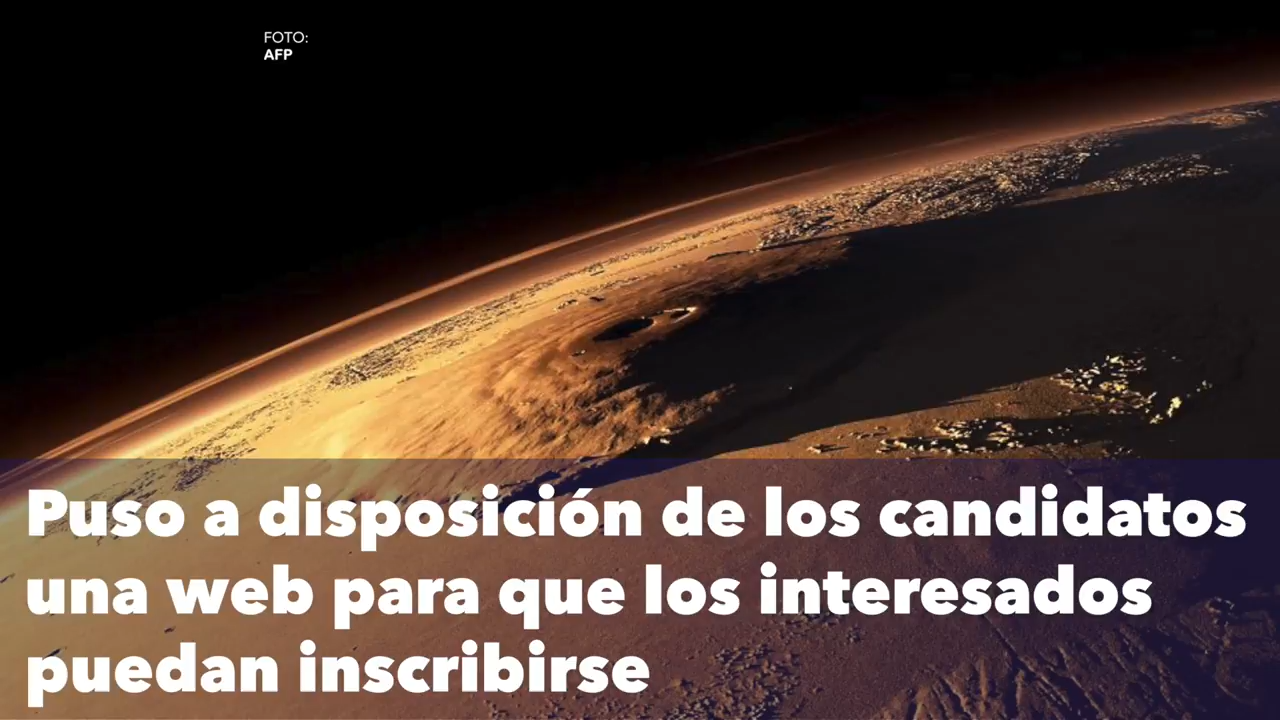 FOTO:
AFP
Puso a disposición de los candidatos
una web para que los interesados
puedan inscribirse